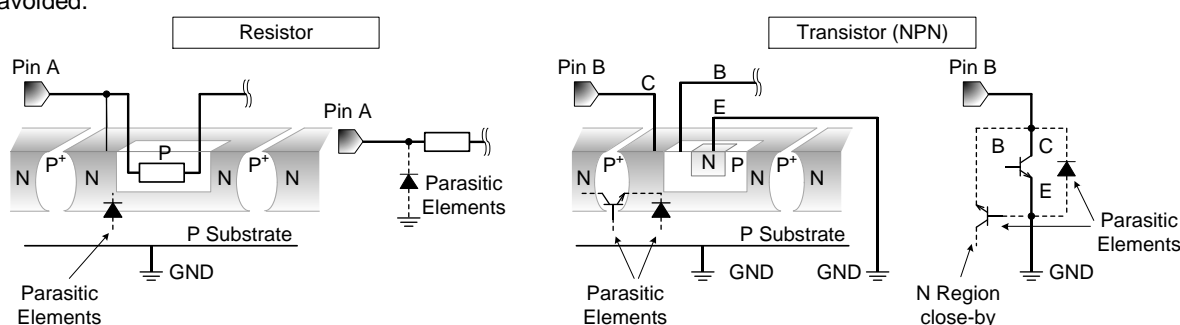 avoided.
Resistor
Transistor (NPN)
Pin A
Pin A
N P+ N P N P+ N
Parasitic
Elements
P Substrate
GND
Parasitic
Elements
Pin B
C
B
E
N P+ N N P N P+ N
P Substrate
GND
GND
Parasitic
Elements
Pin B
B
C
E
Parasitic
Elements
GND
N Region
close-by